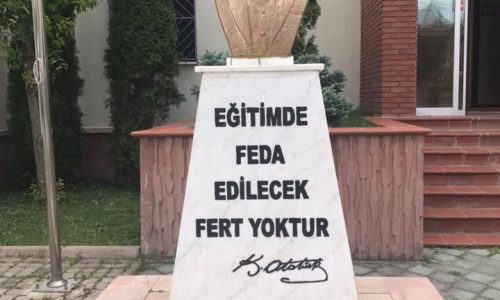 EĞİTİMDE
FEDA
EDİLECEK
FERT YOKTUR
K. Atatürk